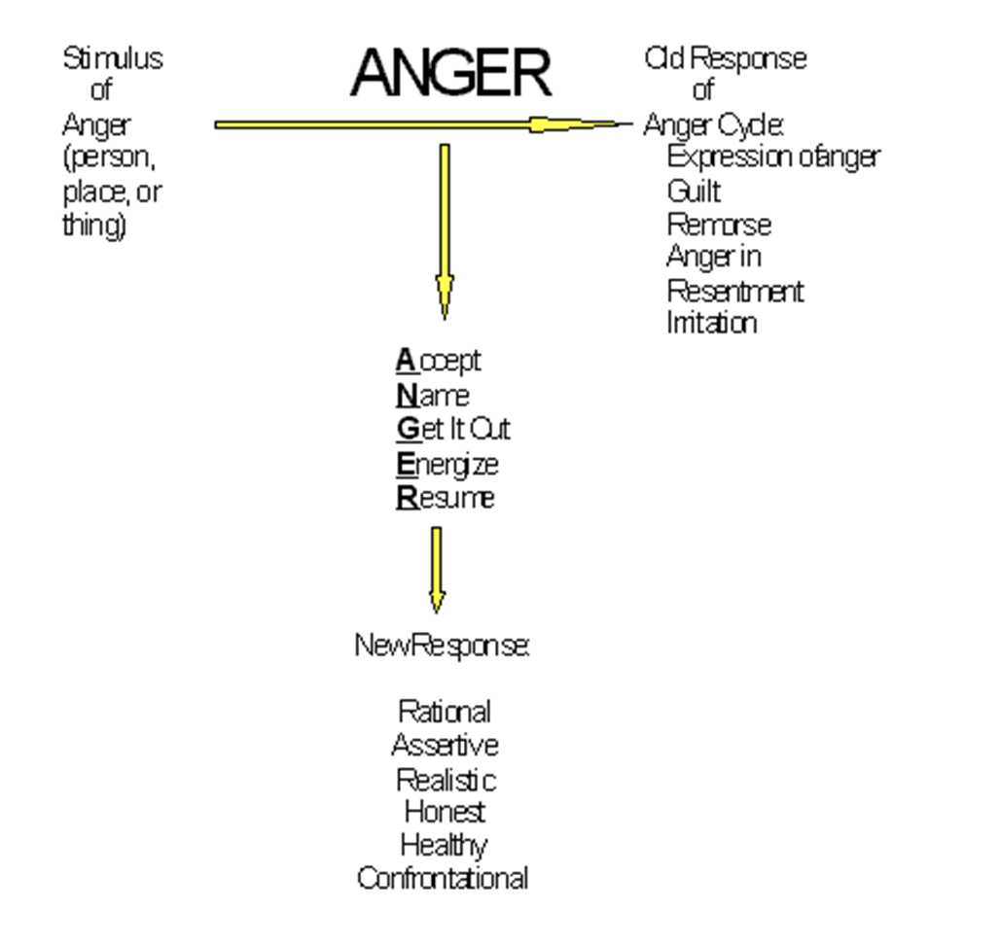 Stimulus
of
Anger
(person,
place, or
thing)
ANGER
Old Response
of
Anger Cycle:
Expression of anger
Guilt
Remorse
Anger in
Resentment
Irritation
Accept
Name
Get It Out
Energize
Resume
New Response:
Rational
Assertive
Realistic
Honest
Healthy
Confrontational